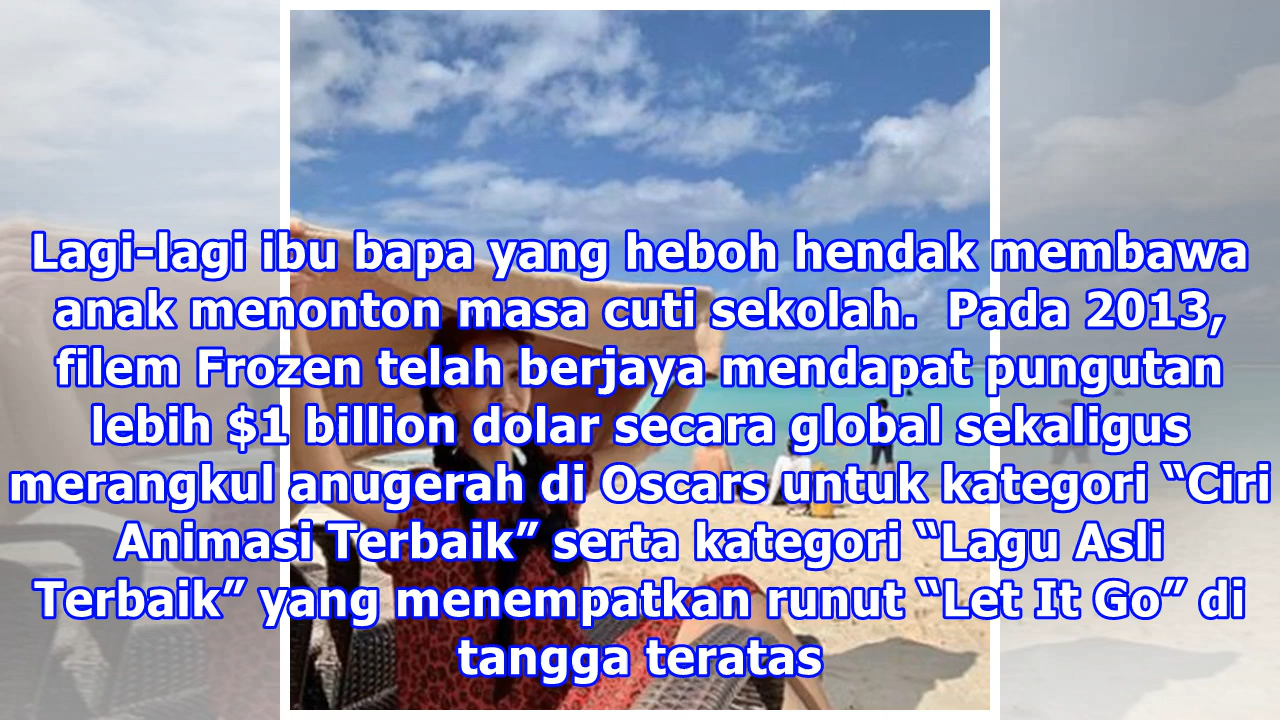 Lagi-lagi ibu bapa yang heboh hendak membawa
anak menonton masa cuti sekolah.  Pada 2013,
filem Frozen telah berjaya mendapat pungutan
lebih $1 billion dolar secara global sekaligus
merangkul anugerah di Oscars untuk kategori “Ciri
Animasi Terbaik” serta kategori “Lagu Asli
Terbaik” yang menempatkan runut “Let It Go” di
tangga teratas